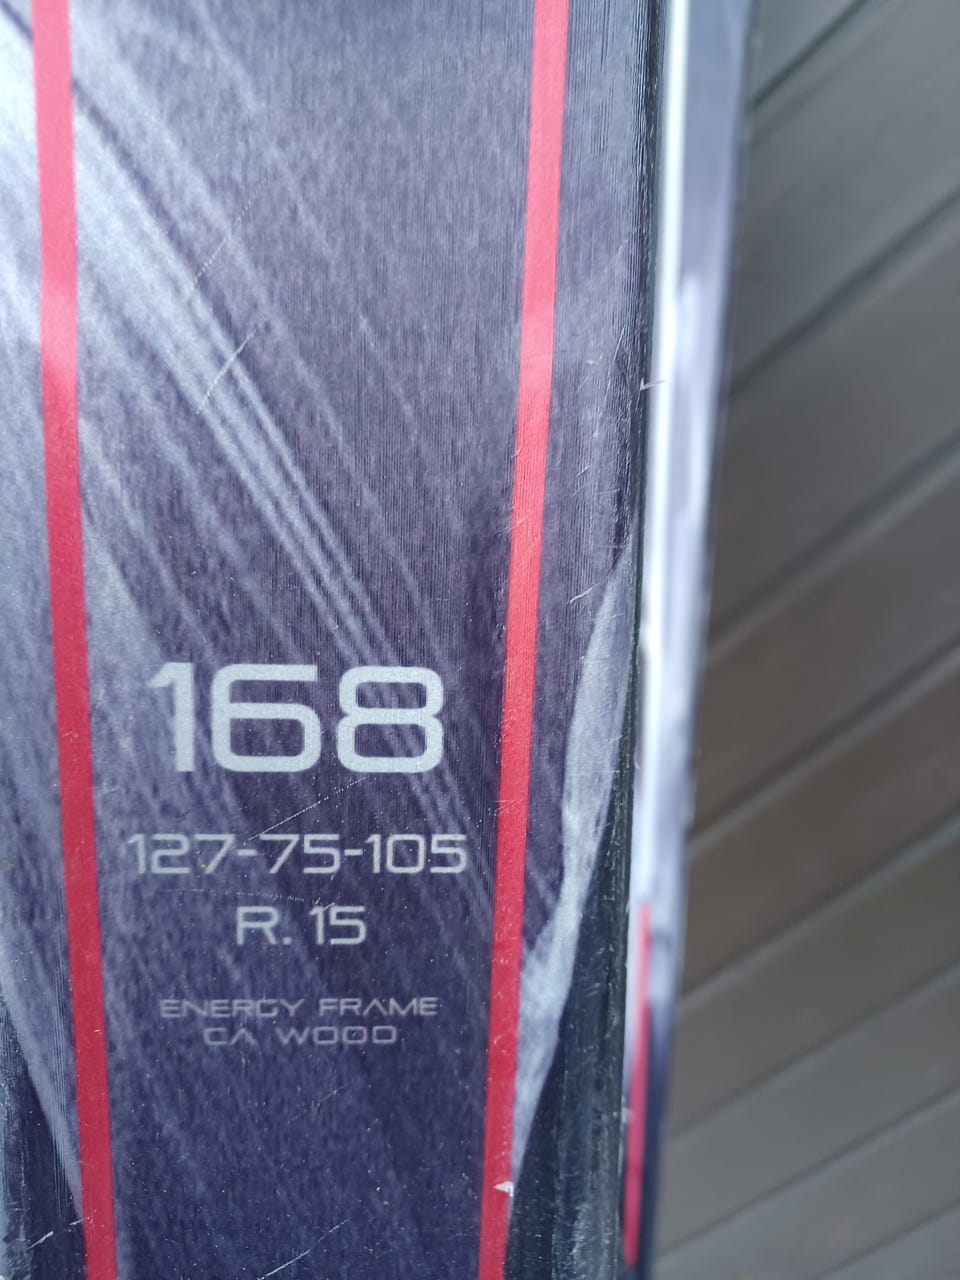 168
127-75-105
R. 15
ENERGY FRAME
CA WOOD